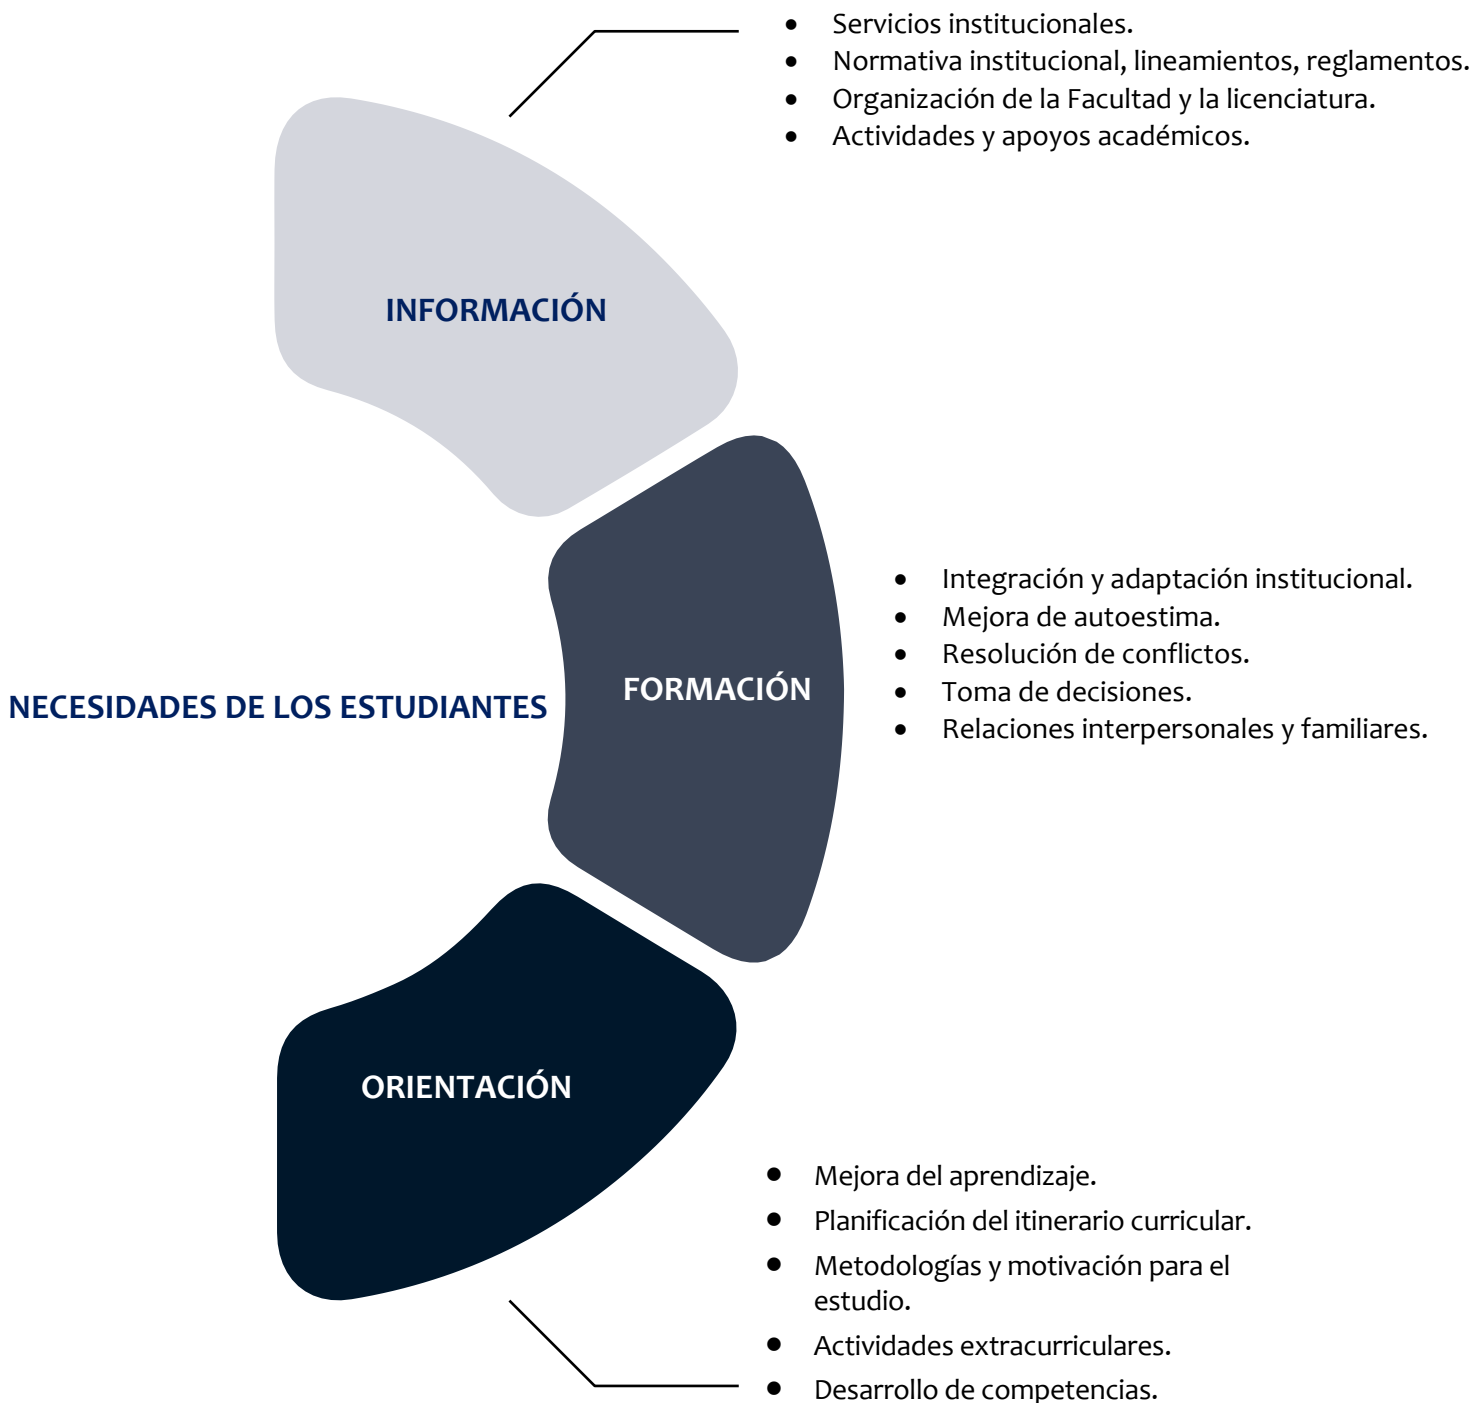 • Servicios institucionales.
• Normativa institucional, lineamientos, reglamentos.
• Organización de la Facultad y la licenciatura.
• Actividades y apoyos académicos.
INFORMACIÓN
NECESIDADES DE LOS ESTUDIANTES
FORMACIÓN
• Integración y adaptación institucional.
• Mejora de autoestima.
• Resolución de conflictos.
• Toma de decisiones.
• Relaciones interpersonales y familiares.
ORIENTACIÓN
• Mejora del aprendizaje.
• Planificación del itinerario curricular.
• Metodologías y motivación para el
estudio.
• Actividades extracurriculares.
• Desarrollo de competencias.